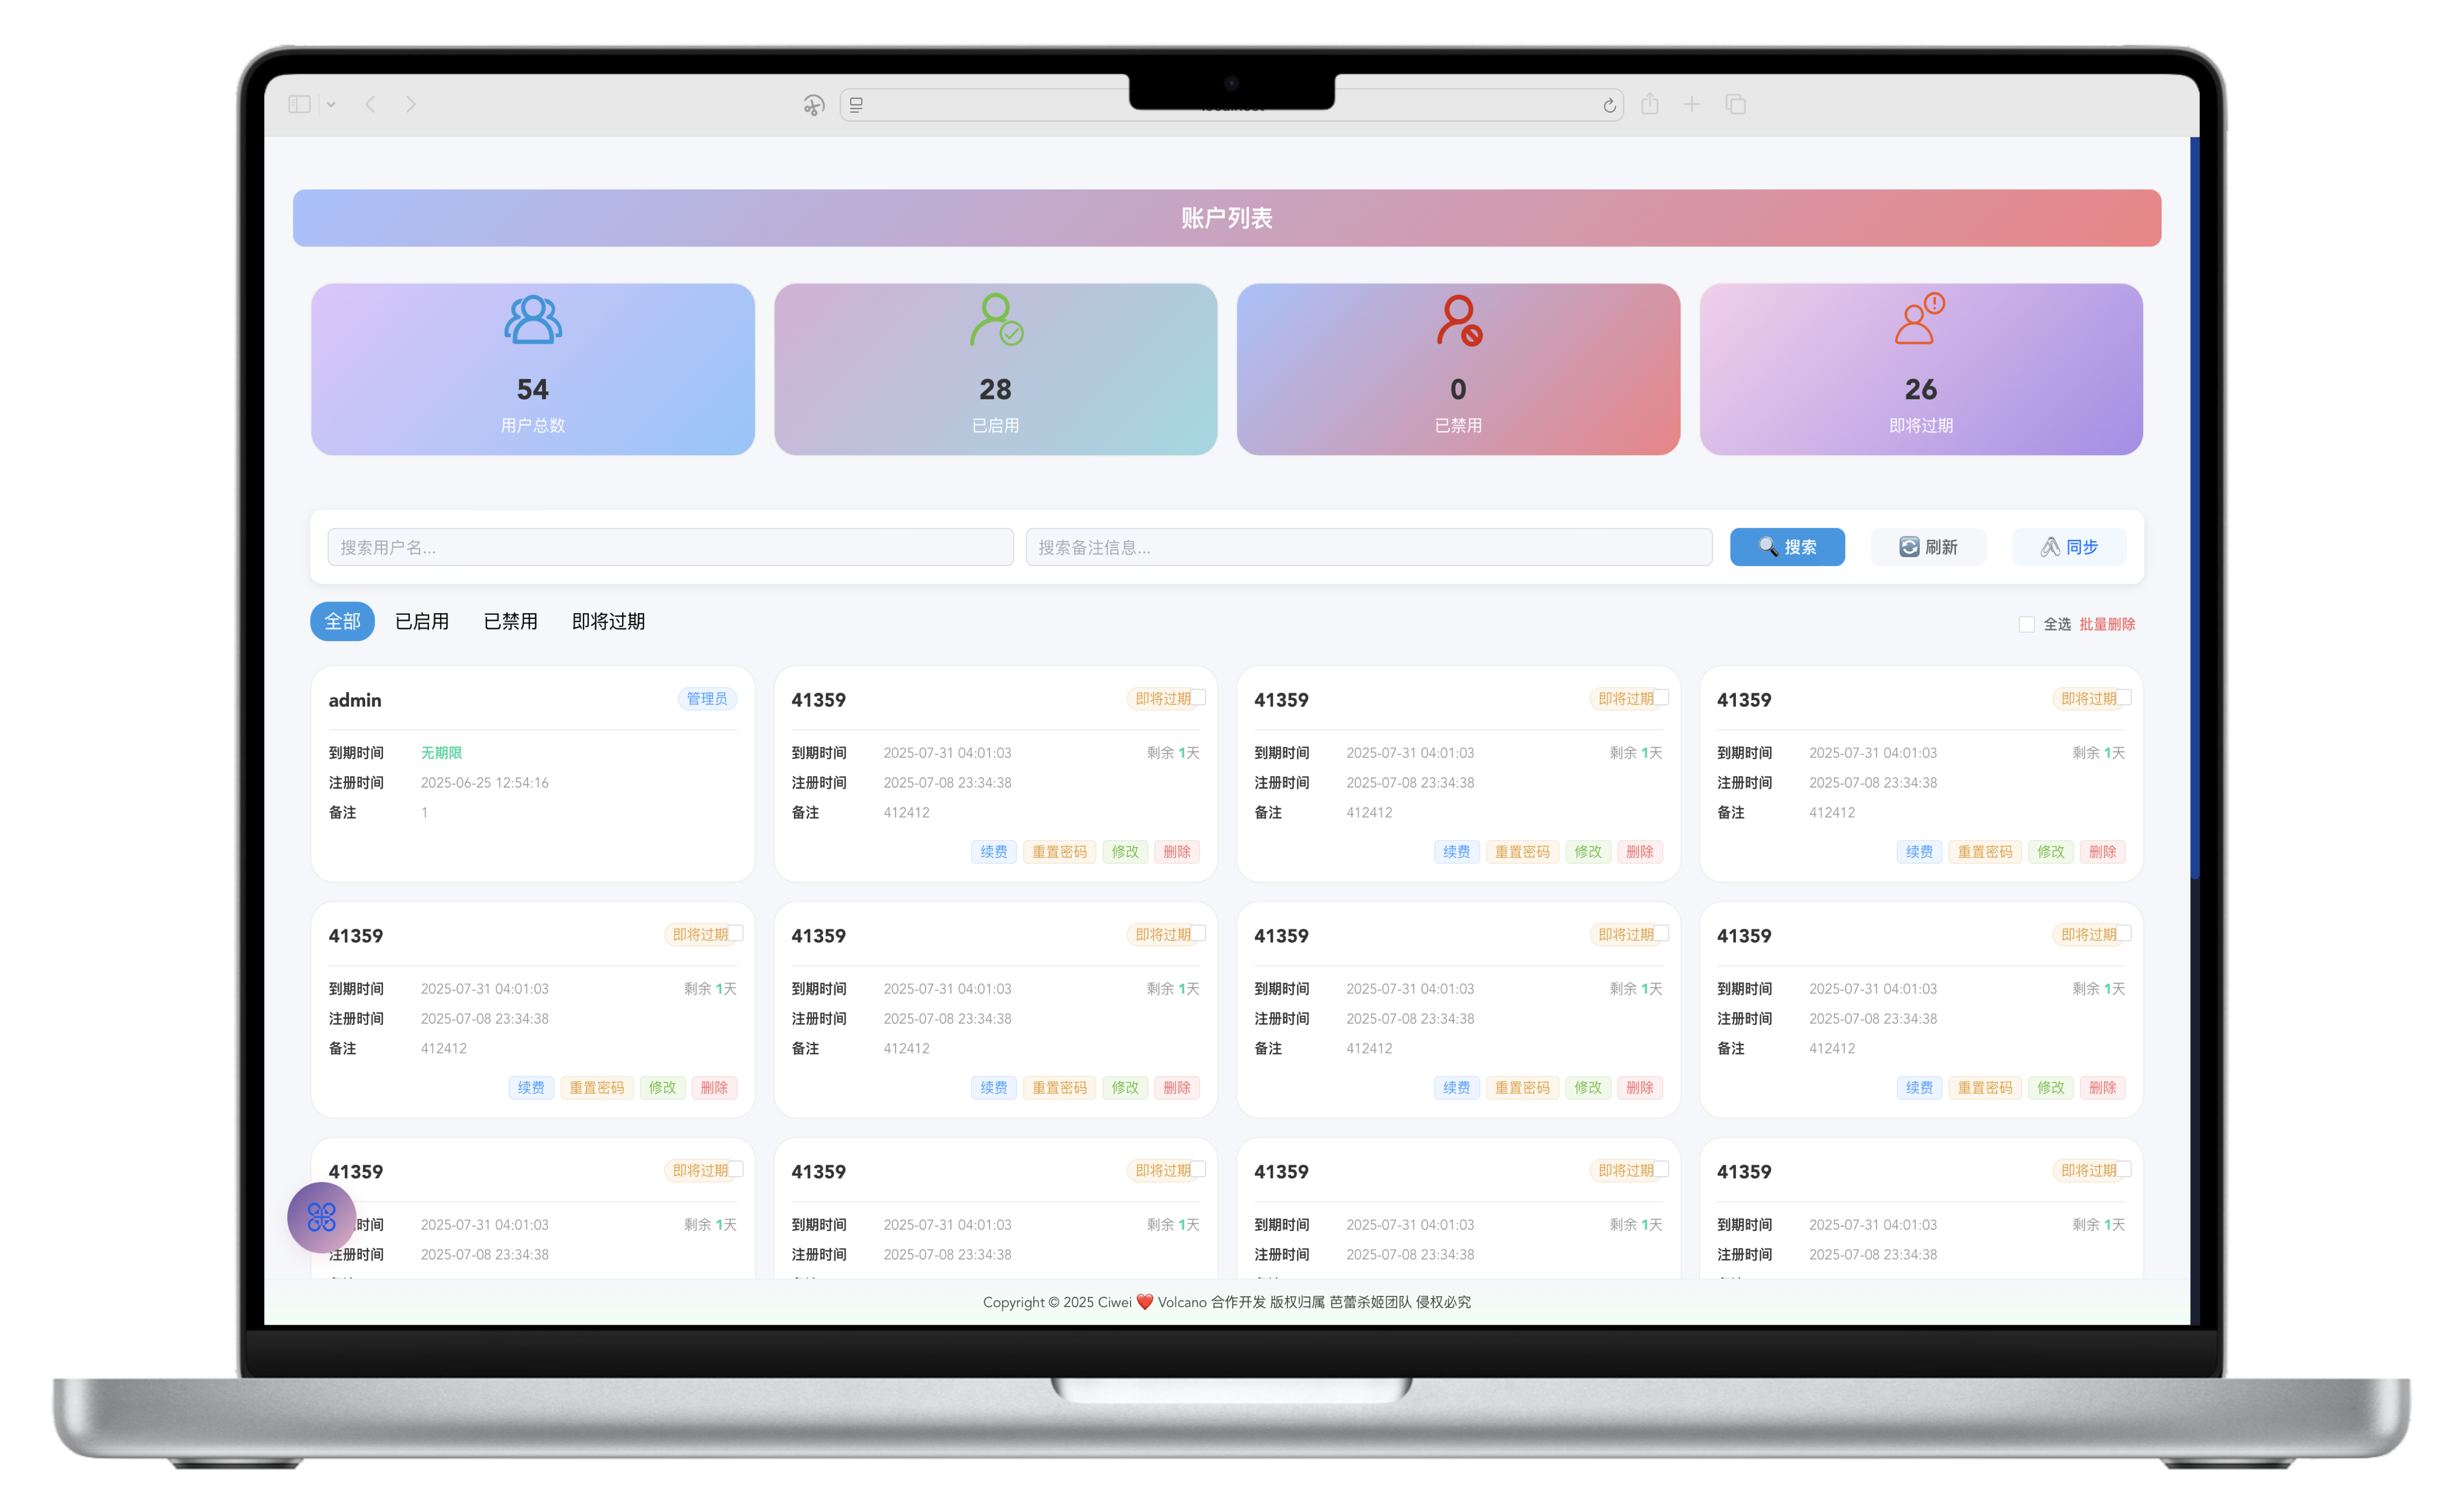 账户列表
54
用户总数
28
已启用
0
已禁用
26
即将过期
搜索用户名...
搜索备注信息...
搜索
刷新
同步
全部 已启用 已禁用 即将过期
全选 批量删除
admin 管理员
到期时间 无期限
注册时间 2025-06-25 12:54:16
备注 1
41359 即将过期
到期时间 2025-07-31 04:01:03 剩余 1天
注册时间 2025-07-08 23:34:38
备注 412412
续费 重置密码 修改 删除
41359 即将过期
到期时间 2025-07-31 04:01:03 剩余 1天
注册时间 2025-07-08 23:34:38
备注 412412
续费 重置密码 修改 删除
41359 即将过期
到期时间 2025-07-31 04:01:03 剩余 1天
注册时间 2025-07-08 23:34:38
备注 412412
续费 重置密码 修改 删除
41359 即将过期
到期时间 2025-07-31 04:01:03 剩余 1天
注册时间 2025-07-08 23:34:38
备注 412412
续费 重置密码 修改 删除
41359 即将过期
到期时间 2025-07-31 04:01:03 剩余 1天
注册时间 2025-07-08 23:34:38
备注 412412
续费 重置密码 修改 删除
41359 即将过期
到期时间 2025-07-31 04:01:03 剩余 1天
注册时间 2025-07-08 23:34:38
备注 412412
续费 重置密码 修改 删除
41359 即将过期
到期时间 2025-07-31 04:01:03 剩余 1天
注册时间 2025-07-08 23:34:38
备注 412412
续费 重置密码 修改 删除
41359 即将过期
时间 2025-07-31 04:01:03 剩余 1天
注册时间 2025-07-08 23:34:38
41359 即将过期
到期时间 2025-07-31 04:01:03 剩余 1天
注册时间 2025-07-08 23:34:38
41359 即将过期
到期时间 2025-07-31 04:01:03 剩余 1天
注册时间 2025-07-08 23:34:38
41359 即将过期
到期时间 2025-07-31 04:01:03 剩余 1天
注册时间 2025-07-08 23:34:38
Copyright © 2025 Ciwei ❤️ Volcano 合作开发 版权归属 芭蕾杀姬团队 侵权必究